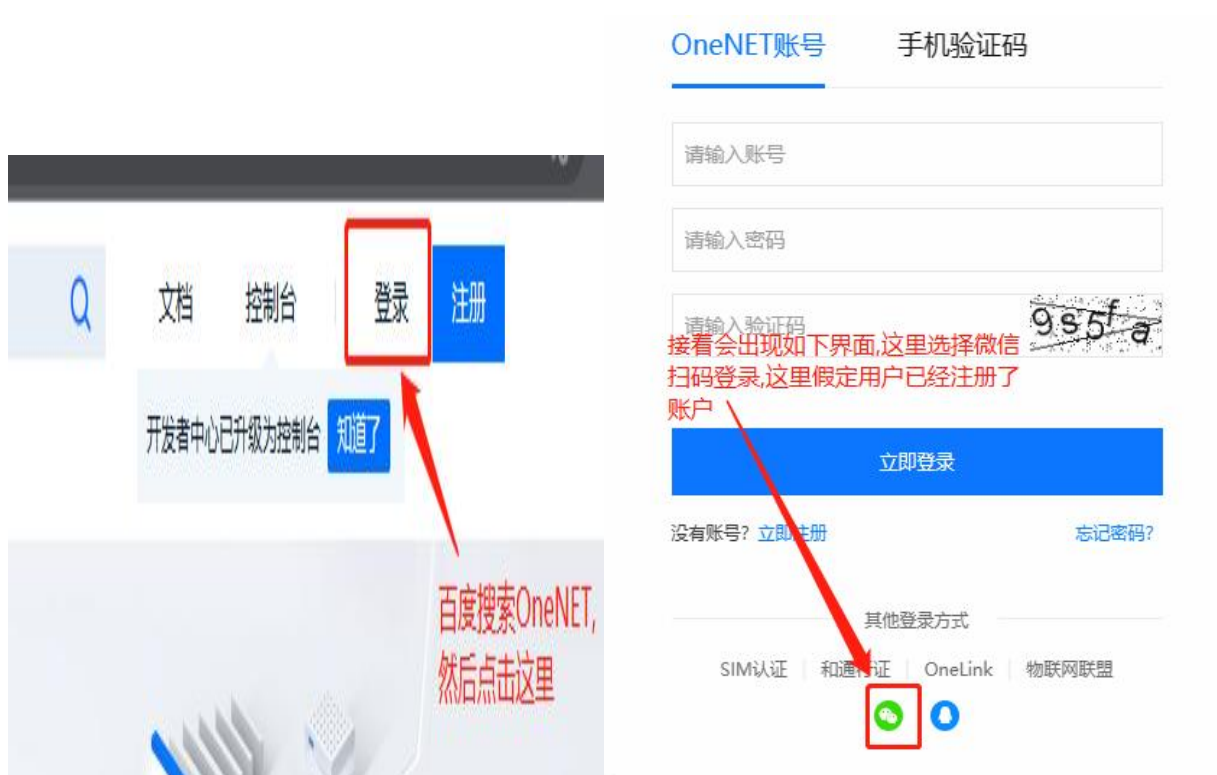 文档 控制台 登录 注册
开发者中心已升级为控制台 知道了
百度搜索OneNET,
然后点击这里
OneNET账号 手机验证码
请输入账号
请输入密码
请输入验证码 9s5fa
接着会出现如下界面,这里选择微信
扫码登录,这里假定用户已经注册了
账户
立即登录
没有账号? 立即注册 忘记密码?
其他登录方式
SIM认证 和通行证 OneLink 物联网联盟